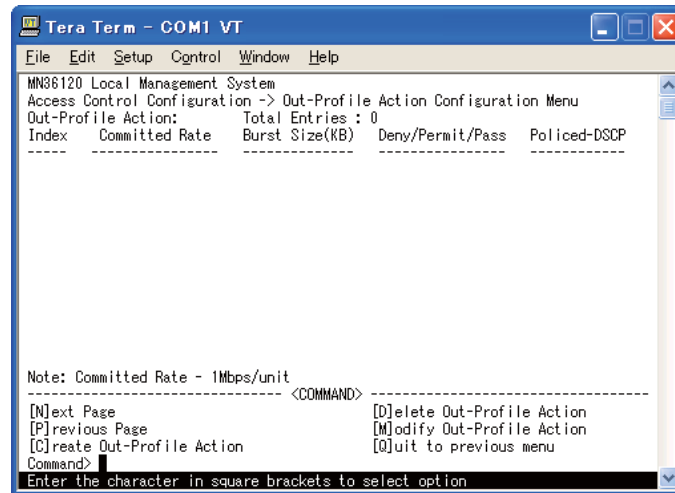 Tera Term - COM1 VT
File Edit Setup Control Window Help
MN36120 Local Management System
Access Control Configuration -> Out-Profile Action Configuration Menu
Out-Profile Action: Total Entries : 0
Index Committed Rate Burst Size(KB) Deny/Permit/Pass Policed-DSCP
----- ---------------- -------------- ---------------- ------------
Note: Committed Rate - 1Mbps/unit
-------------------------------- <COMMAND> -----------------------------------
[N]ext Page [D]elete Out-Profile Action
[P]revious Page [M]odify Out-Profile Action
[C]reate Out-Profile Action [Q]uit to previous menu
Command>
Enter the character in square brackets to select option